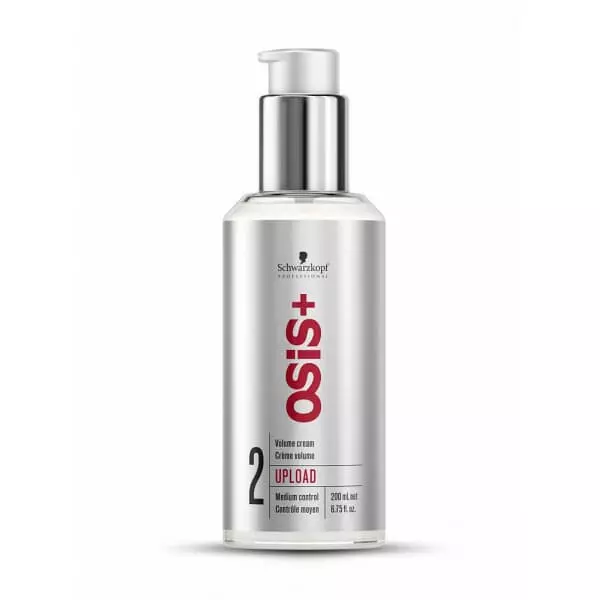 Schwarzkopf
PROFESSIONAL
OSiS+
2
Volume cream
Crème volume
UPLOAD
Medium control
Contrôle moyen
200 mL net
6.75 fl. oz.